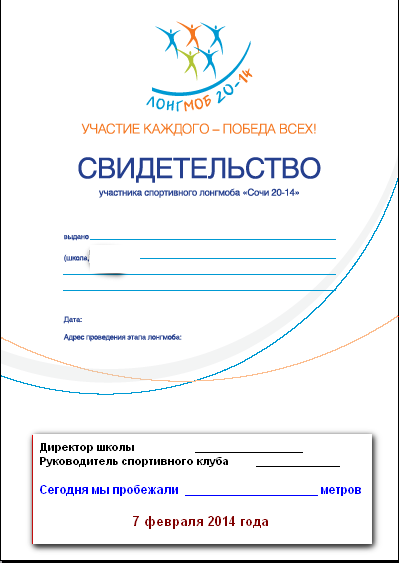 ЛОНГМОБ 20-14
УЧАСТИЕ КАЖДОГО – ПОБЕДА ВСЕХ!
СВИДЕТЕЛЬСТВО
участника спортивного лонгмоба «Сочи 20-14»
выдано
(школа,
Дата:
Адрес проведения этапа лонгмоба:
Директор школы
Руководитель спортивного клуба
Сегодня мы пробежали метров
7 февраля 2014 года